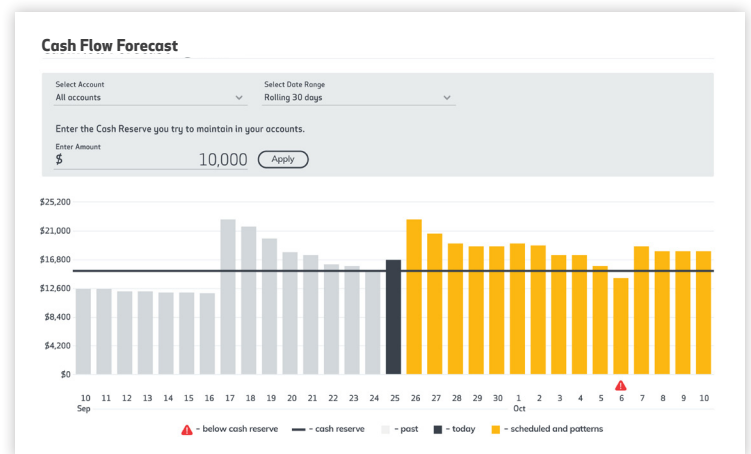 Cash Flow Forecast
Select Account Select Date Range
All accounts Rolling 30 days
Enter the Cash Reserve you try to maintain in your accounts.
Enter Amount
$ 10,000 Apply
$25,200
$21,000
$16,800
$12,600
$8,400
$4,200
$0
10 11 12 13 14 15 16 17 18 19 20 21 22 23 24 25 26 27 28 29 30 1 2 3 4 5 6 7 8 9 10
Sep Oct
- below cash reserve - cash reserve - past - today - scheduled and patterns